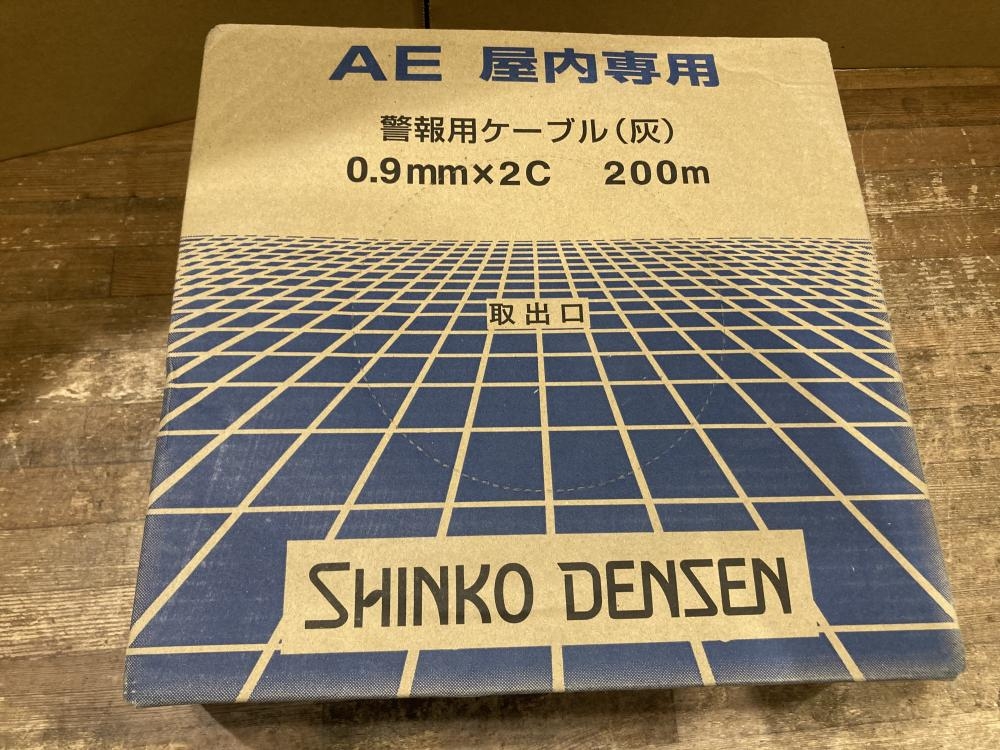 AE 屋内専用
警報用ケーブル(灰)
0.9mm×2C 200m
取出口
SHINKO DENSEN